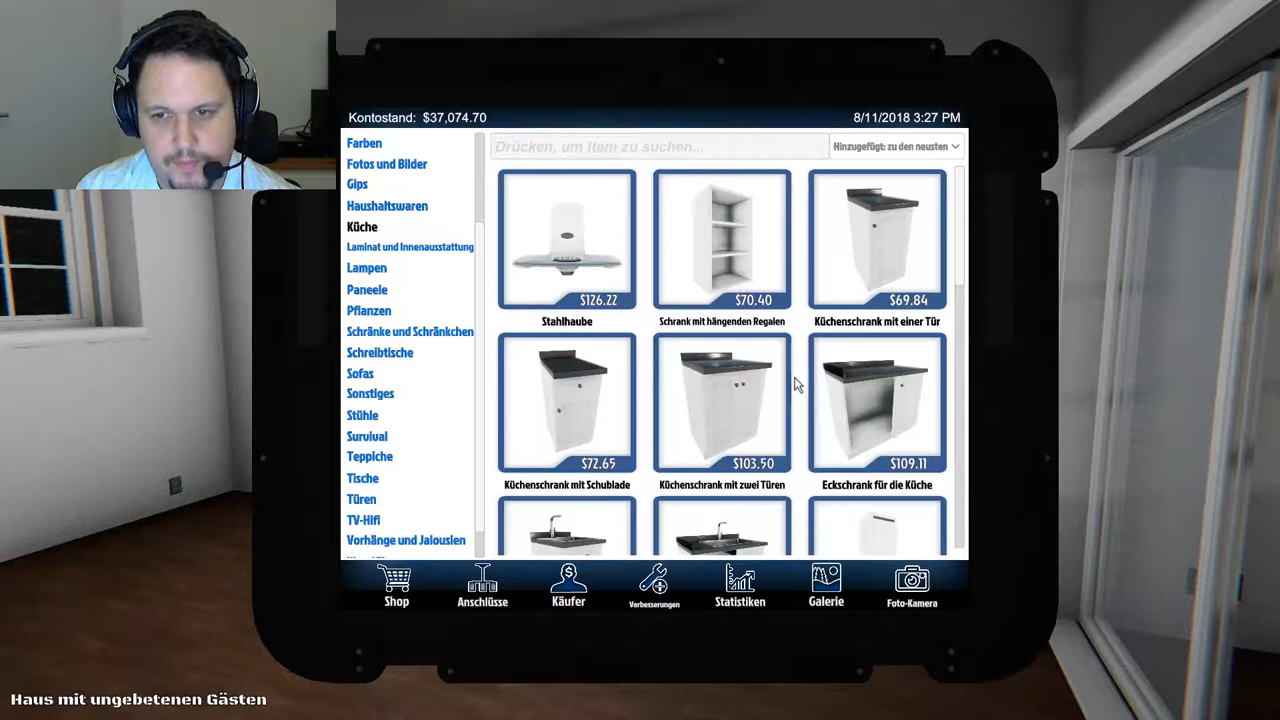 Kontostand: $37,074.70
8/11/2018 3:27 PM
Farben
Fotos und Bilder
Gips
Haushaltswaren
Küche
Laminat und Innenausstattung
Lampen
Paneele
Pflanzen
Schränke und Schränkchen
Schreibtische
Sofas
Sonstiges
Stühle
Survival
Teppiche
Tische
Türen
TV-Hifi
Vorhänge und Jalousien
Drücken, um Item zu suchen...
Hinzugefügt: zu den neusten
$126.22
$70.40
$69.84
Stahlhaube
Schrank mit hängenden Regalen
Küchenschrank mit einer Tür
$72.65
$103.50
$109.11
Küchenschrank mit Schublade
Küchenschrank mit zwei Türen
Eckschrank für die Küche
Shop
Anschlüsse
Käufer
Verbesserungen
Statistiken
Galerie
Foto-Kamera
Haus mit ungebetenen Gästen